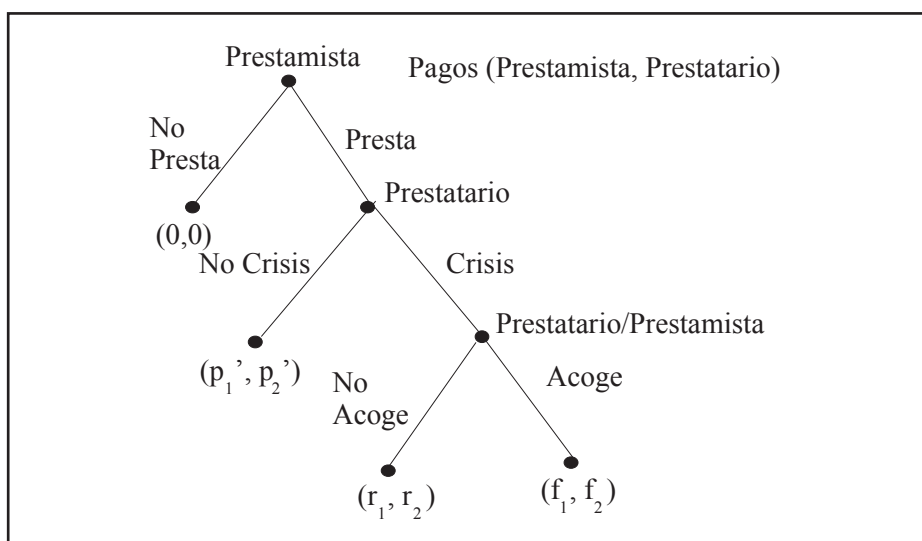 Prestamista
Pagos (Prestamista, Prestatario)
No
Presta
Presta
Prestatario
(0,0)
No Crisis
Crisis
Prestatario/Prestamista
(p₁’, p₂’)
No
Acoge
Acoge
(r₁, r₂)
(f₁, f₂)